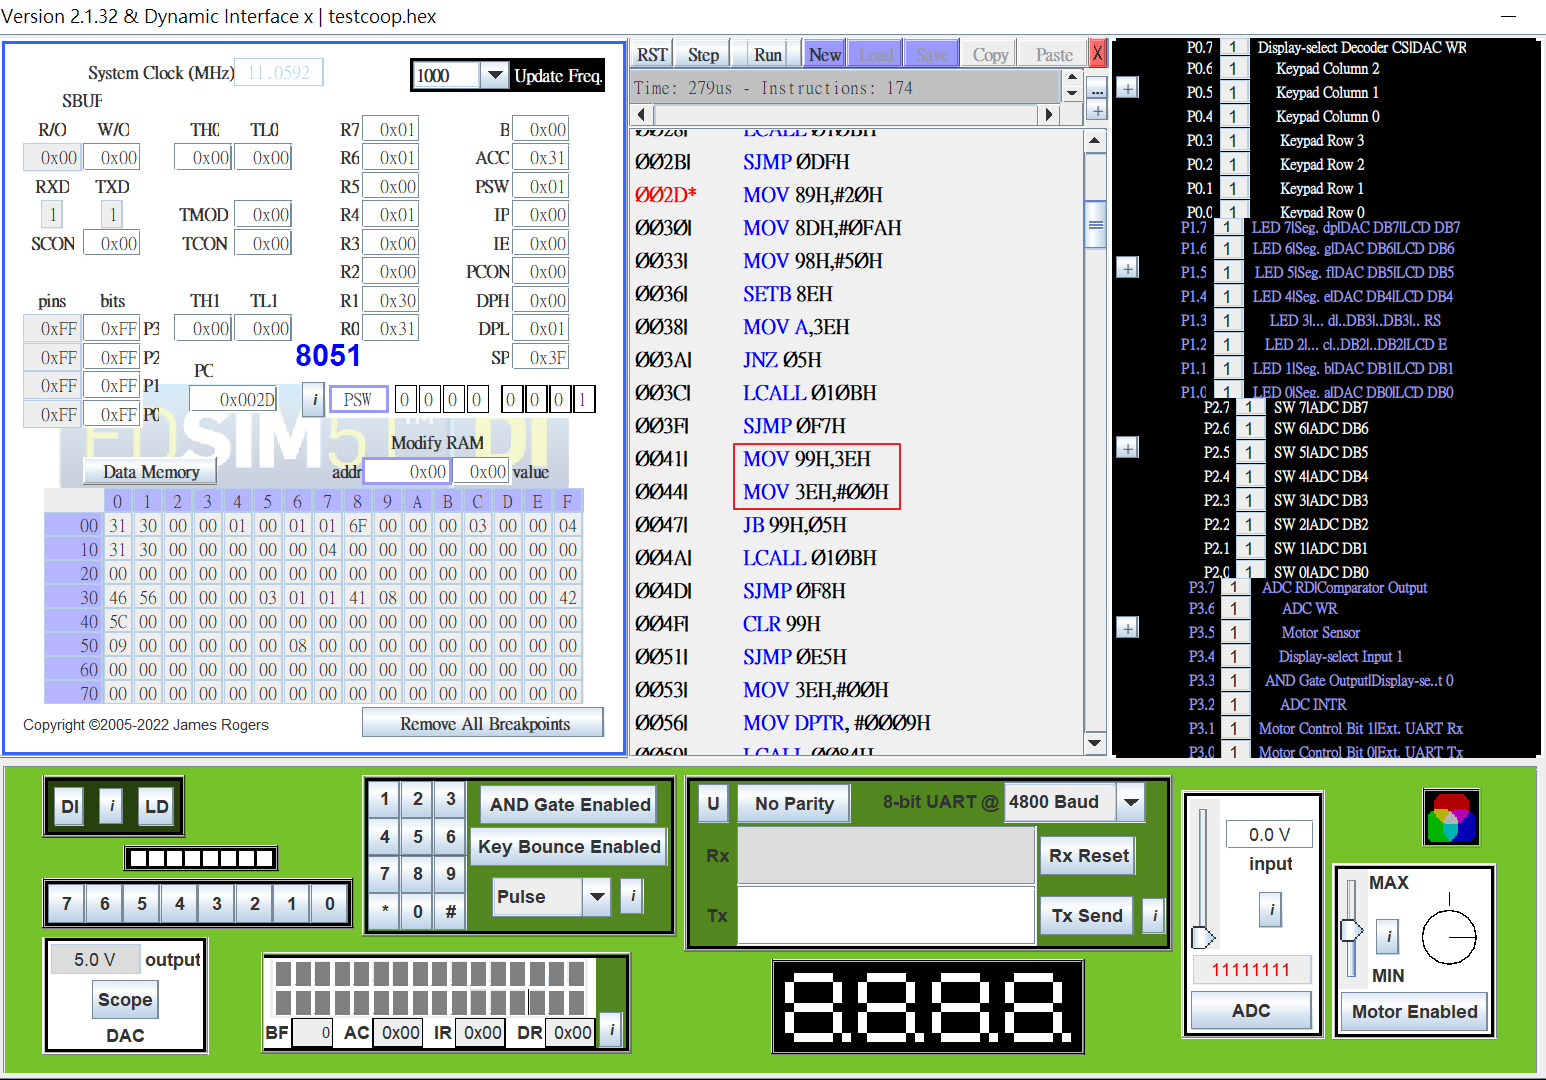 Version 2.1.32 & Dynamic Interface x | testcoop.hex
System Clock (MHz) 11.0592
1000 Update Freq.
SBUF
R/O W/O TH0 TL0 R7 0x01 B 0x00
0x00 0x00 0x00 0x00 R6 0x01 ACC 0x31
RXD TXD R5 0x00 PSW 0x01
1 1 TMOD 0x00 R4 0x01 IP 0x00
SCON 0x00 TCON 0x00 R3 0x00 IE 0x00
R2 0x00 PCON 0x00
pins bits TH1 TL1 R1 0x30 DPH 0x00
0xFF 0xFF P3 0x00 0x00 R0 0x31 DPL 0x01
0xFF 0xFF P2 8051 SP 0x3F
0xFF 0xFF P1 PC
0xFF 0xFF P0 0x002D i PSW 0 0 0 0 0 0 0 1
EDSIM51 DI
TM
Modify RAM
Data Memory addr 0x00 0x00 value
0 1 2 3 4 5 6 7 8 9 A B C D E F
00 31 30 00 00 01 00 01 01 6F 00 00 00 03 00 00 04
10 31 30 00 00 00 00 00 04 00 00 00 00 00 00 00 00
20 00 00 00 00 00 00 00 00 00 00 00 00 00 00 00 00
30 46 56 00 00 00 03 01 01 41 08 00 00 00 00 00 42
40 5C 00 00 00 00 00 00 00 00 00 00 00 00 00 00 00
50 09 00 00 00 00 00 08 00 00 00 00 00 00 00 00 00
60 00 00 00 00 00 00 00 00 00 00 00 00 00 00 00 00
70 00 00 00 00 00 00 00 00 00 00 00 00 00 00 00 00
Copyright ©2005-2022 James Rogers
Remove All Breakpoints
RST Step Run New Load Save Copy Paste X
Time: 279us - Instructions: 174
...
+
0028| LCALL 010BH
002B| SJMP 0DFH
002D* MOV 89H,#20H
0030| MOV 8DH,#0FAH
0033| MOV 98H,#50H
0036| SETB 8EH
0038| MOV A,3EH
003A| JNZ 05H
003C| LCALL 010BH
003F| SJMP 0F7H
0041| MOV 99H,3EH
0044| MOV 3EH,#00H
0047| JB 99H,05H
004A| LCALL 010BH
004D| SJMP 0F8H
004F| CLR 99H
0051| SJMP 0E5H
0053| MOV 3EH,#00H
0056| MOV DPTR, #0009H
0059| LCALL 0084H
P0.7 1 Display-select Decoder CS|DAC WR
P0.6 1 Keypad Column 2
+ P0.5 1 Keypad Column 1
P0.4 1 Keypad Column 0
P0.3 1 Keypad Row 3
P0.2 1 Keypad Row 2
P0.1 1 Keypad Row 1
P0.0 1 Keypad Row 0
P1.7 1 LED 7|Seg. dp|DAC DB7|LCD DB7
P1.6 1 LED 6|Seg. g|DAC DB6|LCD DB6
+ P1.5 1 LED 5|Seg. f|DAC DB5|LCD DB5
P1.4 1 LED 4|Seg. e|DAC DB4|LCD DB4
P1.3 1 LED 3|... d|..DB3|..DB3|.. RS
P1.2 1 LED 2|... c|..DB2|..DB2|LCD E
P1.1 1 LED 1|Seg. b|DAC DB1|LCD DB1
P1.0 1 LED 0|Seg. a|DAC DB0|LCD DB0
P2.7 1 SW 7|ADC DB7
P2.6 1 SW 6|ADC DB6
+ P2.5 1 SW 5|ADC DB5
P2.4 1 SW 4|ADC DB4
P2.3 1 SW 3|ADC DB3
P2.2 1 SW 2|ADC DB2
P2.1 1 SW 1|ADC DB1
P2.0 1 SW 0|ADC DB0
P3.7 1 ADC RD|Comparator Output
P3.6 1 ADC WR
+ P3.5 1 Motor Sensor
P3.4 1 Display-select Input 1
P3.3 1 AND Gate Output|Display-se..t 0
P3.2 1 ADC INTR
P3.1 1 Motor Control Bit 1|Ext. UART Rx
P3.0 1 Motor Control Bit 0|Ext. UART Tx
DI i LD
7 6 5 4 3 2 1 0
5.0 V output
Scope
DAC
1 2 3
4 5 6
7 8 9
* 0 #
AND Gate Enabled
Key Bounce Enabled
Pulse i
BF 0 AC 0x00 IR 0x00 DR 0x00 i
U No Parity 8-bit UART @ 4800 Baud
Rx Rx Reset
Tx Tx Send i
8.8.8.8.
0.0 V
input
i
11111111
ADC
MAX
i
MIN
Motor Enabled